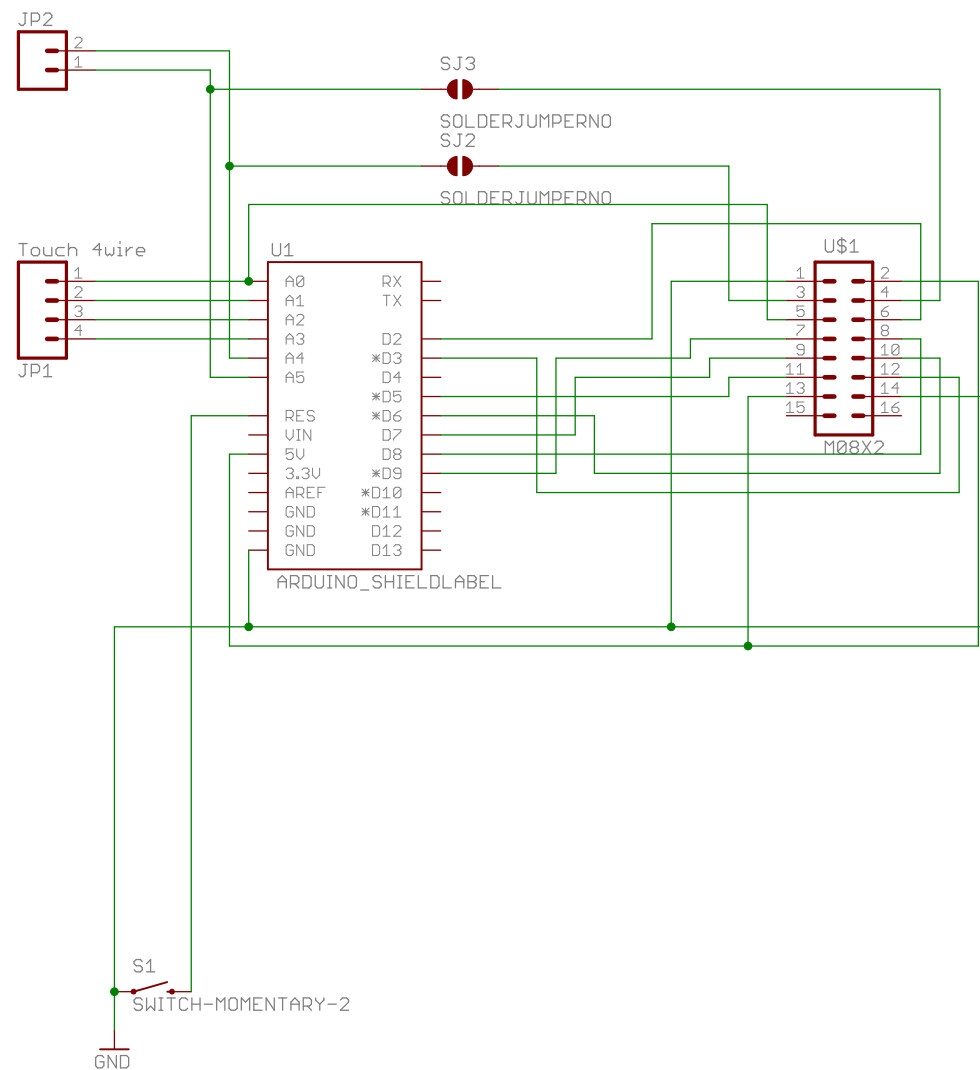 JP2
2
1
SJ3
SOLDERJUMPERNO
SJ2
SOLDERJUMPERNO
Touch 4wire
1
2
3
4
JP1
U1
A0 RX
A1 TX
A2
A3 D2
A4 *D3
A5 D4
*D5
RES *D6
VIN D7
5V D8
3.3V *D9
AREF *D10
GND *D11
GND D12
GND D13
ARDUINO_SHIELDLABEL
U$1
1 2
3 4
5 6
7 8
9 10
11 12
13 14
15 16
M08X2
S1
SWITCH-MOMENTARY-2
GND